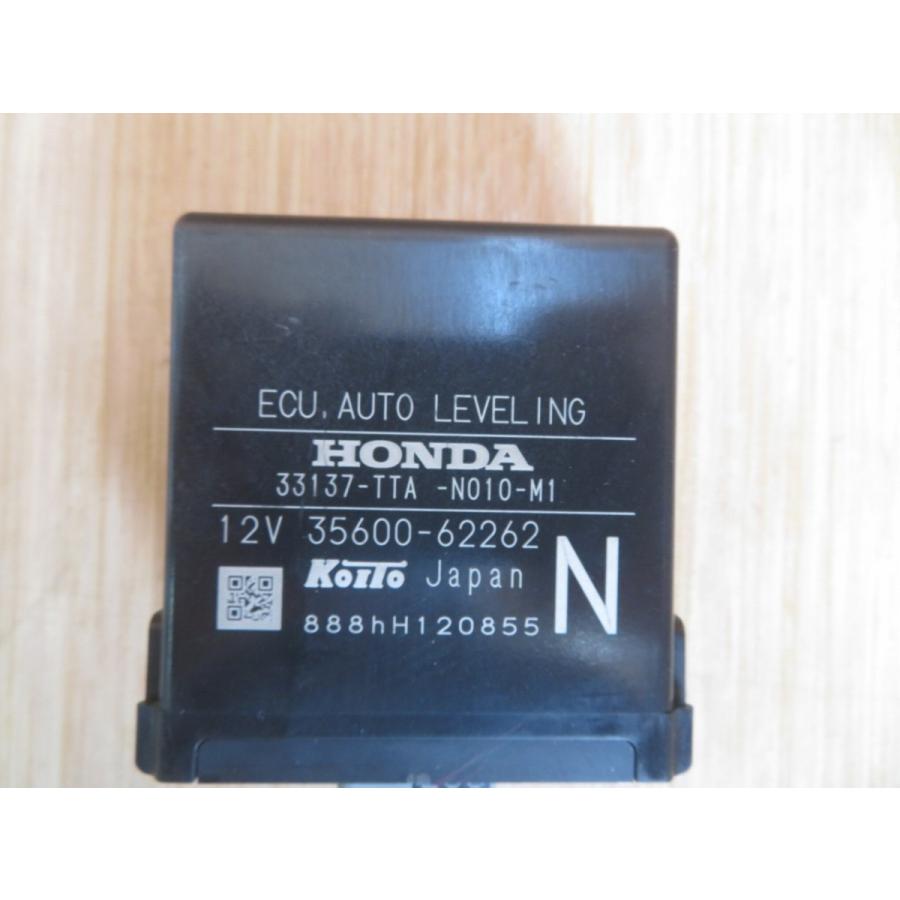 ECU, AUTO LEVELING
HONDA
33137-TTA -N010-M1
12V 35600-62262
N
KOITO Japan
888hH120855